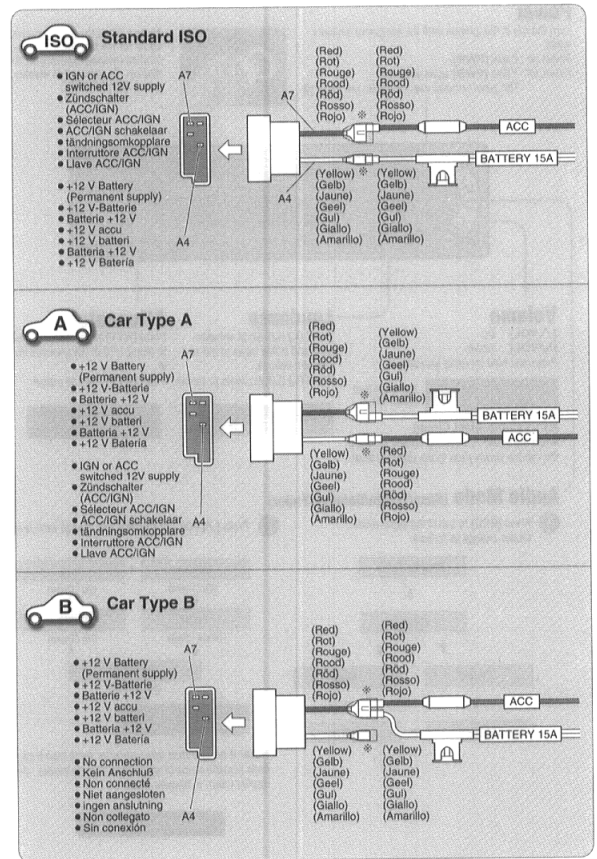 ISO
Standard ISO
● IGN or ACC
switched 12V supply
● Zündschalter
(ACC/IGN)
● Sélecteur ACC/IGN
● ACC/IGN schakelaar
● tändningsomkopplare
● Interruttore ACC/IGN
● Llave ACC/IGN
● +12 V Battery
(Permanent supply)
● +12 V-Batterie
● Batterie +12 V
● +12 V accu
● +12 V batteri
● Batteria +12 V
● +12 V Batería
A7
A4
A7
(Red) (Red)
(Rot) (Rot)
(Rouge) (Rouge)
(Rood) (Rood)
(Röd) (Röd)
(Rosso) (Rosso)
(Rojo) (Rojo)
ACC
BATTERY 15A
※
A4
(Yellow) (Yellow)
(Gelb) (Gelb)
(Jaune) (Jaune)
(Geel) (Geel)
(Gul) (Gul)
(Giallo) (Giallo)
(Amarillo) (Amarillo)
A
Car Type A
● +12 V Battery
(Permanent supply)
● +12 V-Batterie
● Batterie +12 V
● +12 V accu
● +12 V batteri
● Batteria +12 V
● +12 V Batería
● IGN or ACC
switched 12V supply
● Zündschalter
(ACC/IGN)
● Sélecteur ACC/IGN
● ACC/IGN schakelaar
● tändningsomkopplare
● Interruttore ACC/IGN
● Llave ACC/IGN
A7
A4
(Red) (Yellow)
(Rot) (Gelb)
(Rouge) (Jaune)
(Rood) (Geel)
(Röd) (Gul)
(Rosso) (Giallo)
(Rojo) (Amarillo)
※
BATTERY 15A
ACC
※
(Yellow) (Red)
(Gelb) (Rot)
(Jaune) (Rouge)
(Geel) (Rood)
(Gul) (Röd)
(Giallo) (Rosso)
(Amarillo) (Rojo)
B
Car Type B
● +12 V Battery
(Permanent supply)
● +12 V-Batterie
● Batterie +12 V
● +12 V accu
● +12 V batteri
● Batteria +12 V
● +12 V Batería
● No connection
● Kein Anschluß
● Non connecté
● Niet aangesloten
● ingen anslutning
● Non collegato
● Sin conexión
A7
A4
(Red) (Red)
(Rot) (Rot)
(Rouge) (Rouge)
(Rood) (Rood)
(Röd) (Röd)
(Rosso) (Rosso)
(Rojo) (Rojo)
※
ACC
BATTERY 15A
※
(Yellow) (Yellow)
(Gelb) (Gelb)
(Jaune) (Jaune)
(Geel) (Geel)
(Gul) (Gul)
(Giallo) (Giallo)
(Amarillo) (Amarillo)